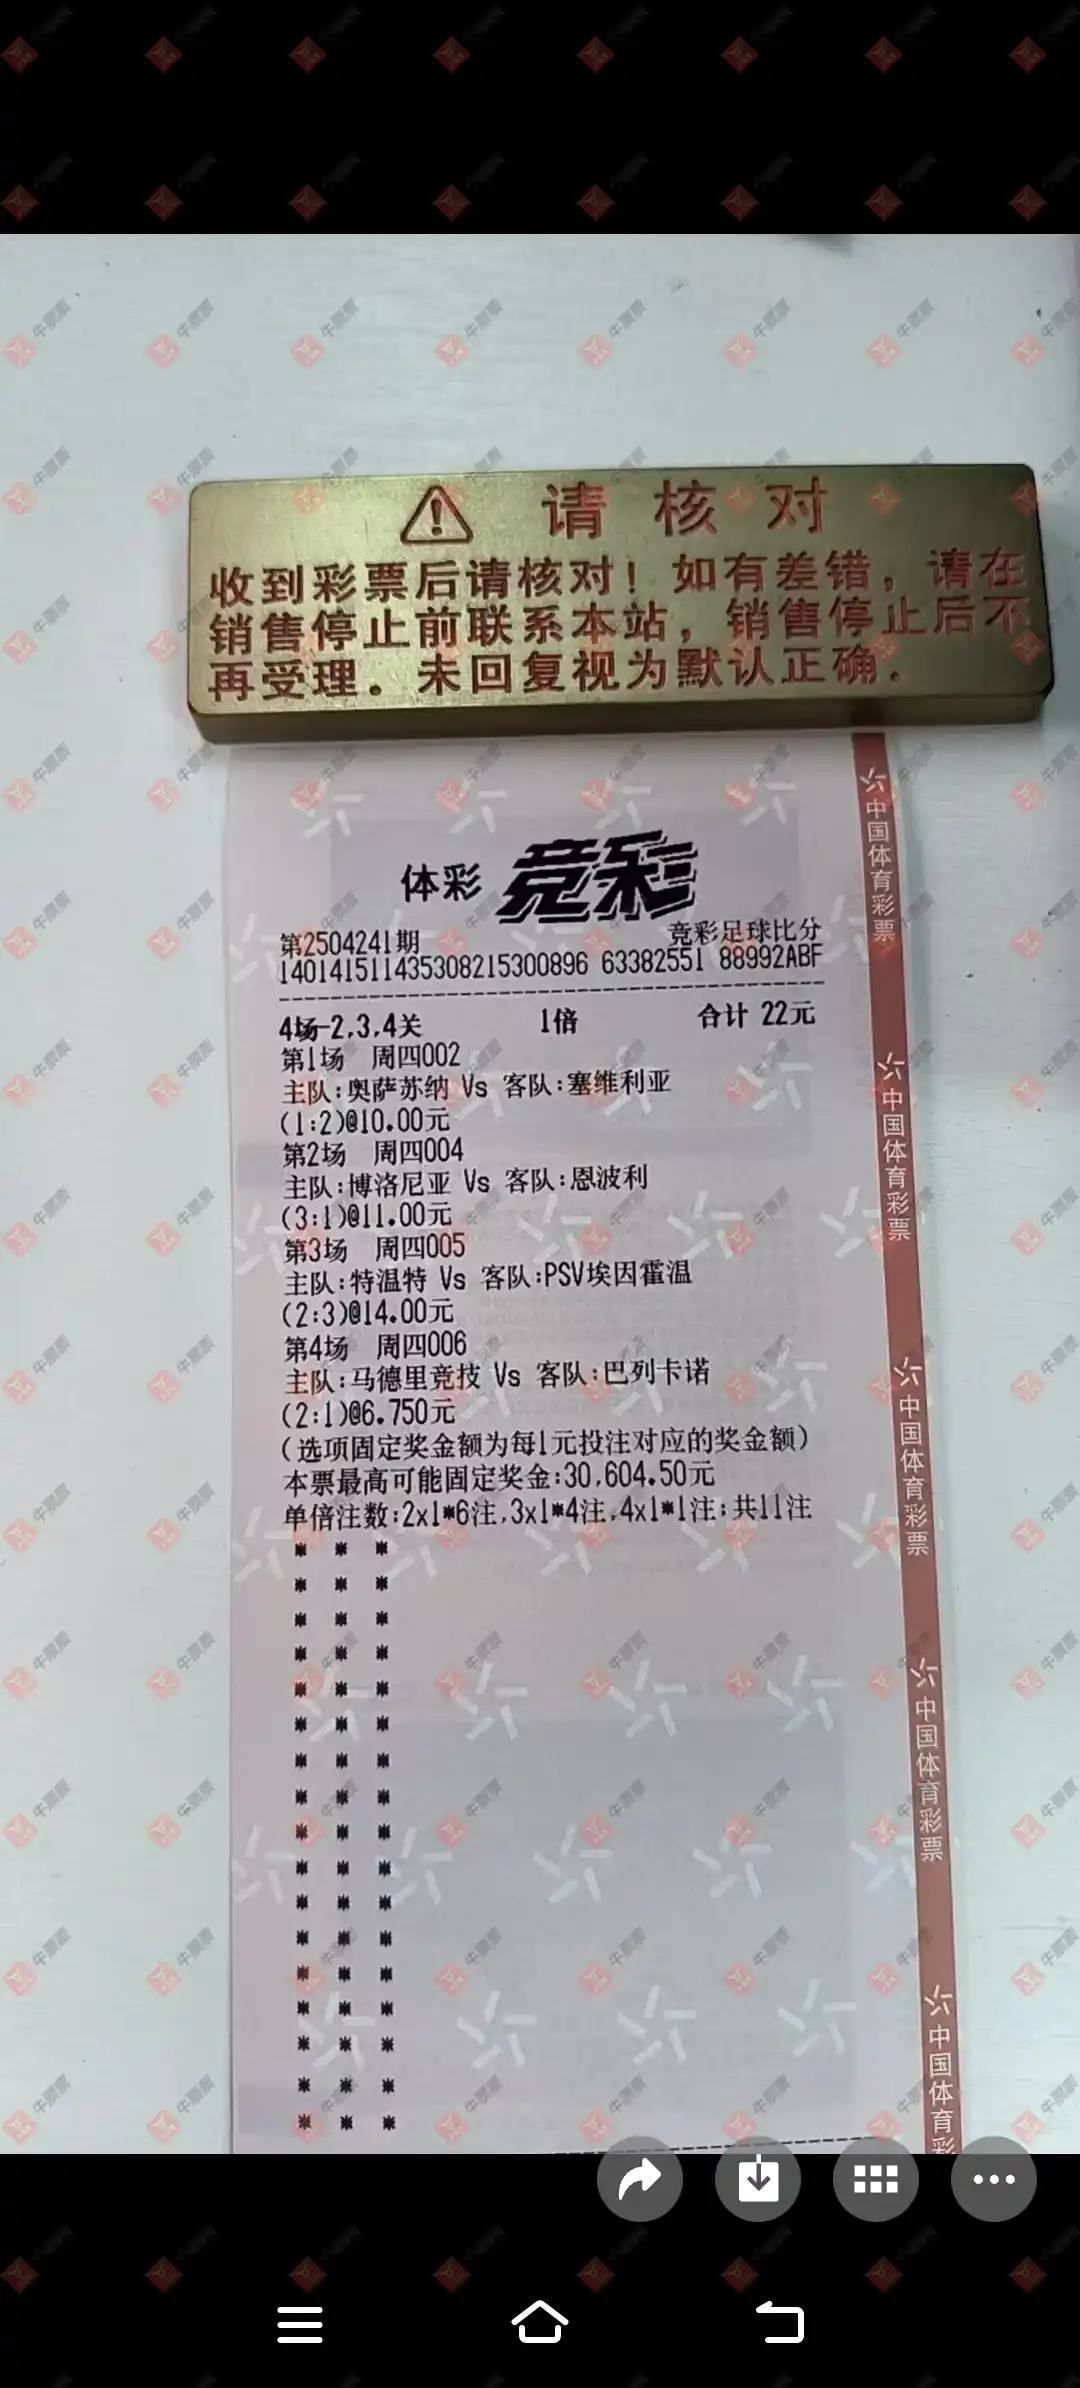 ⚠ 请核对
收到彩票后请核对！如有差错，请在
销售停止前联系本站，销售停止后不
再受理．未回复视为默认正确．
体彩 竞彩
第2504241期 竞彩足球比分
140141511435308215300896 63382551 88992ABF
4场-2,3,4关 1倍 合计 22元
第1场 周四002
主队:奥萨苏纳 Vs 客队:塞维利亚
(1:2)@10.00元
第2场 周四004
主队:博洛尼亚 Vs 客队:恩波利
(3:1)@11.00元
第3场 周四005
主队:特温特 Vs 客队:PSV埃因霍温
(2:3)@14.00元
第4场 周四006
主队:马德里竞技 Vs 客队:巴列卡诺
(2:1)@6.750元
(选项固定奖金额为每1元投注对应的奖金额)
本票最高可能固定奖金:30,604.50元
单倍注数:2x1*6注,3x1*4注,4x1*1注;共11注
中国体育彩票
中国体育彩票
中国体育彩票
中国体育彩票
中国体育彩
牛票票